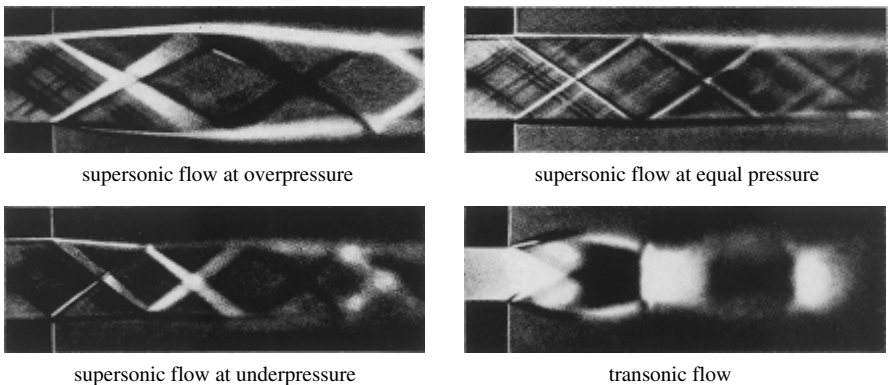 supersonic flow at overpressure
supersonic flow at equal pressure
supersonic flow at underpressure
transonic flow